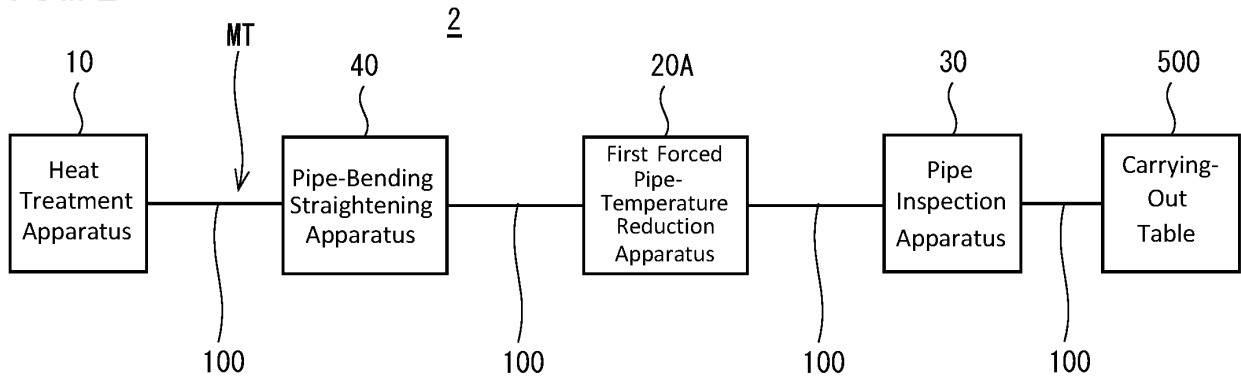 2
MT
10
40
20A
30
500
Heat
Treatment
Apparatus
Pipe-Bending
Straightening
Apparatus
First Forced
Pipe-
Temperature
Reduction
Apparatus
Pipe
Inspection
Apparatus
Carrying-
Out
Table
100
100
100
100